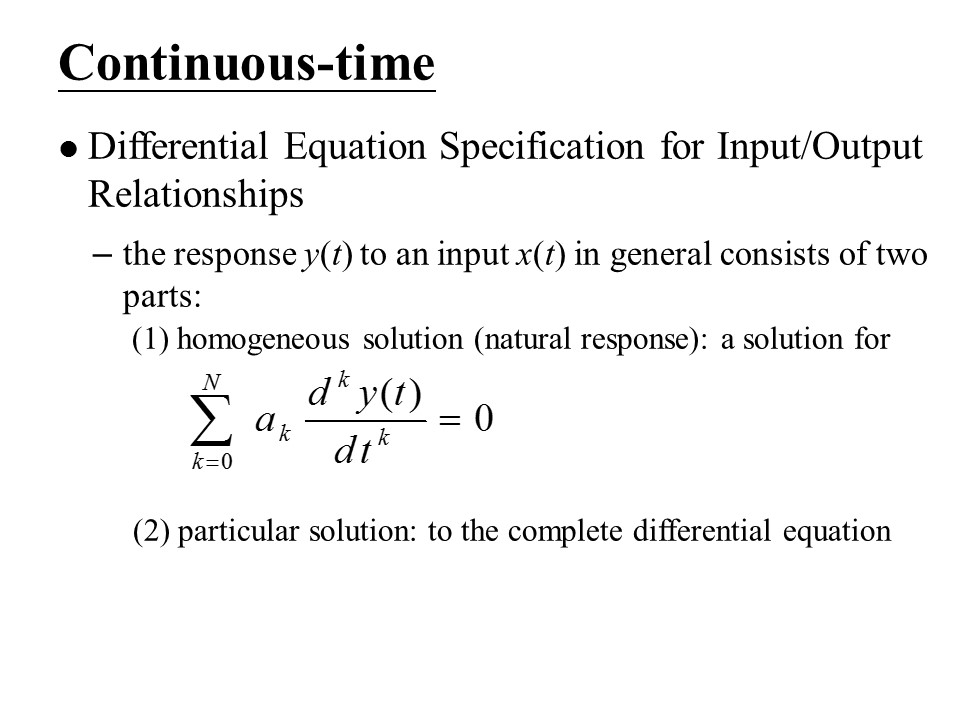 Continuous-time
● Differential Equation Specification for Input/Output
Relationships
– the response y(t) to an input x(t) in general consists of two
parts:
(1) homogeneous solution (natural response): a solution for
∑_{k=0}^{N} a_k \frac{d^k y(t)}{dt^k} = 0
(2) particular solution: to the complete differential equation